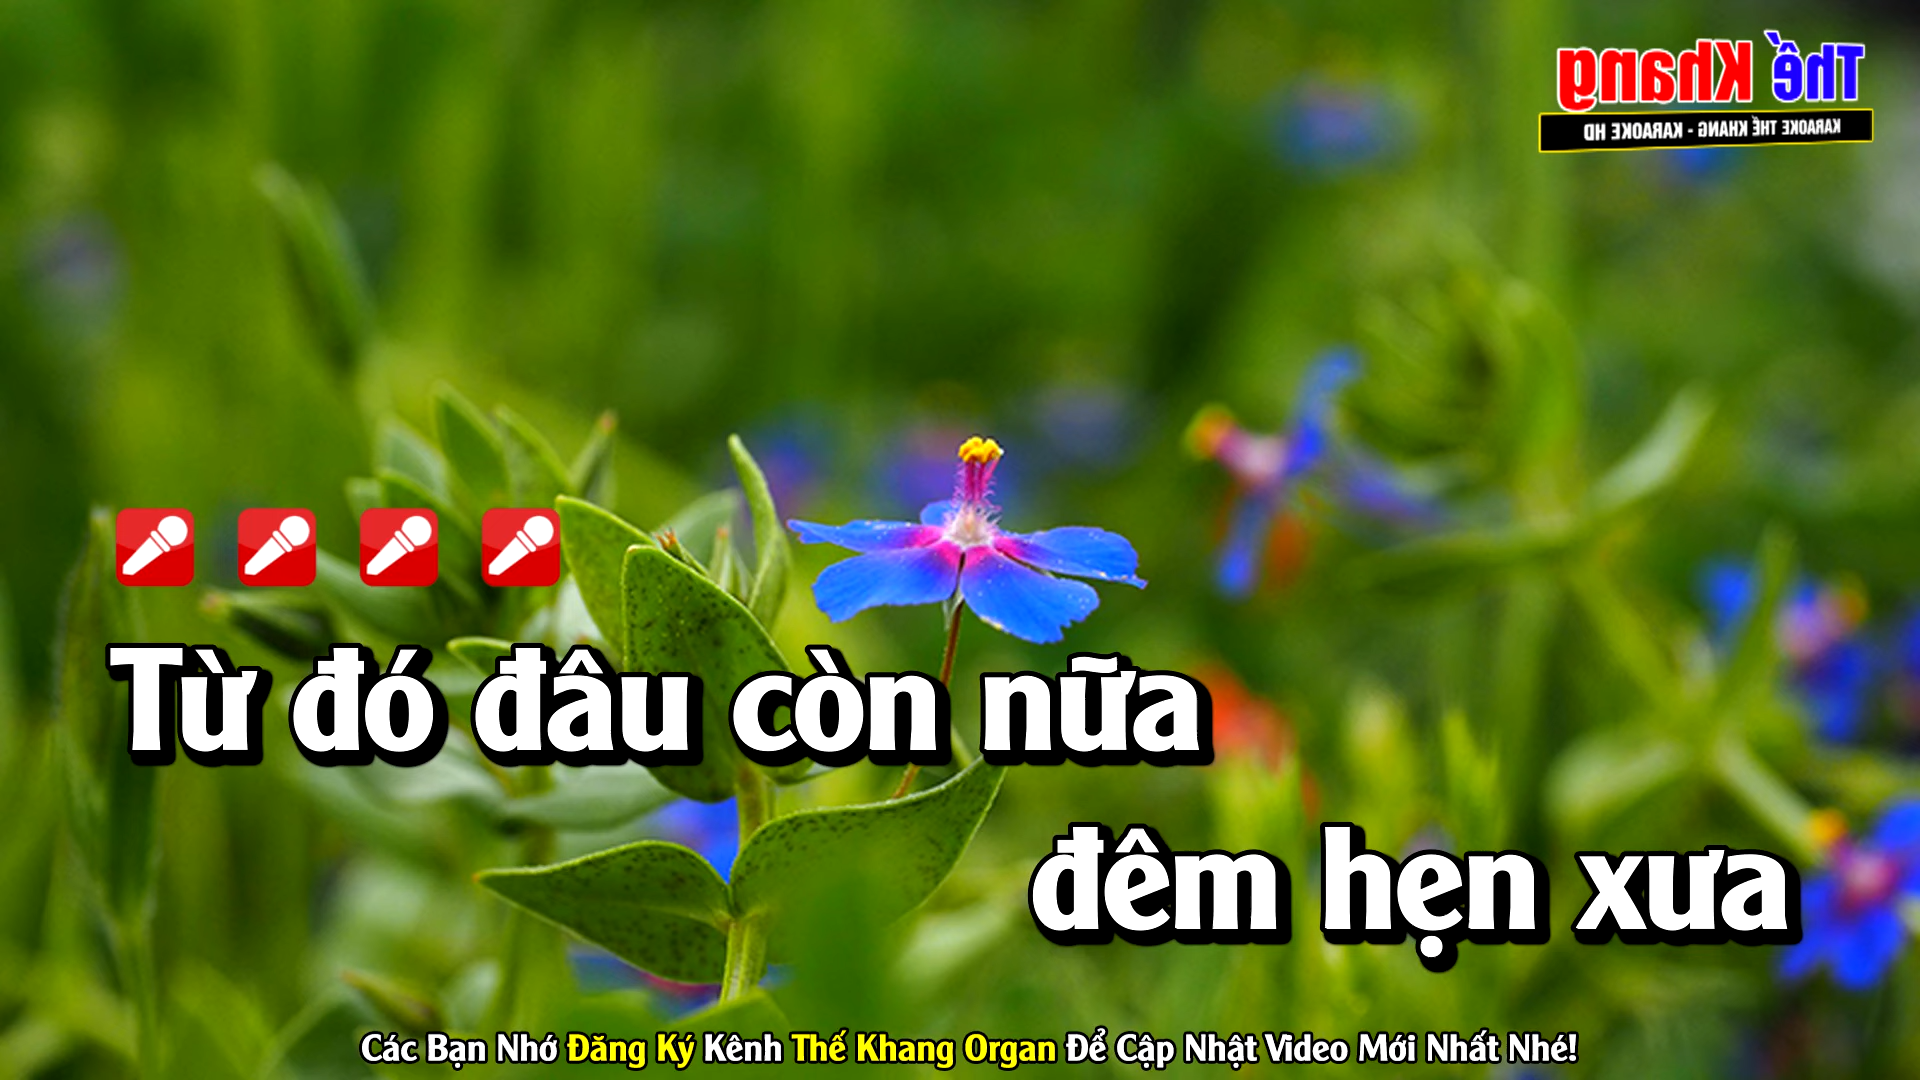 Thế Khang
KARAOKE THẾ KHANG - KARAOKE HD
Từ đó đâu còn nữa
đêm hẹn xưa
Các Bạn Nhớ Đăng Ký Kênh Thế Khang Organ Để Cập Nhật Video Mới Nhất Nhé!